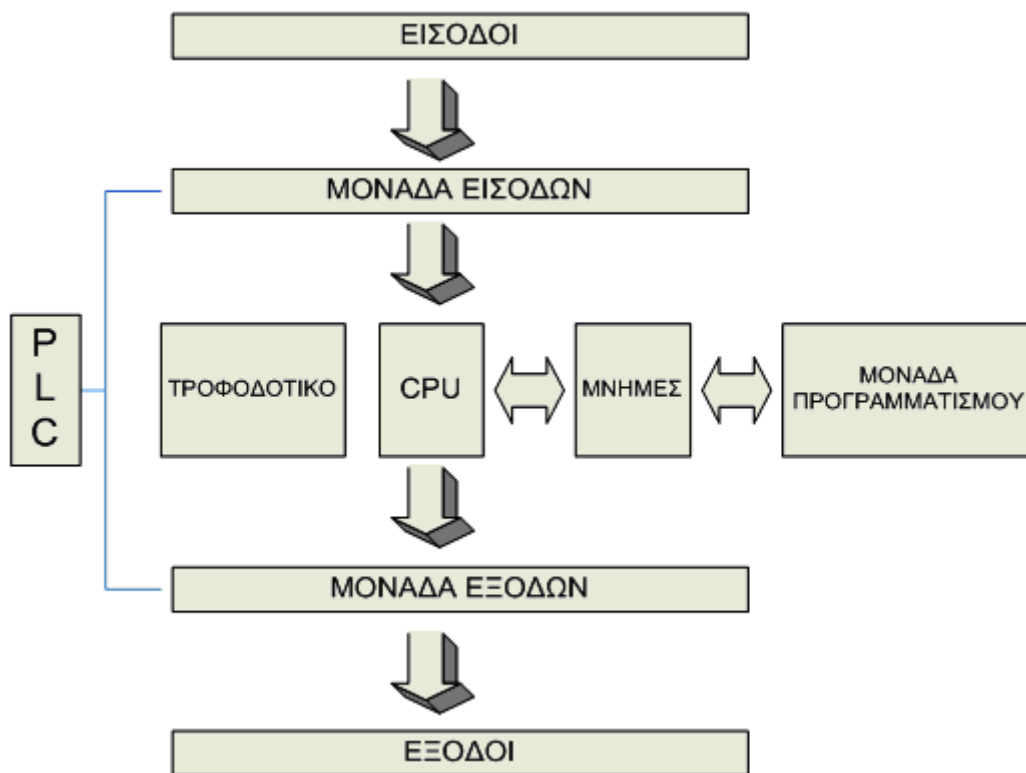 ΕΙΣΟΔΟΙ
ΜΟΝΑΔΑ ΕΙΣΟΔΩΝ
P
L
C
ΤΡΟΦΟΔΟΤΙΚΟ
CPU
ΜΝΗΜΕΣ
ΜΟΝΑΔΑ
ΠΡΟΓΡΑΜΜΑΤΙΣΜΟΥ
ΜΟΝΑΔΑ ΕΞΟΔΩΝ
ΕΞΟΔΟΙ